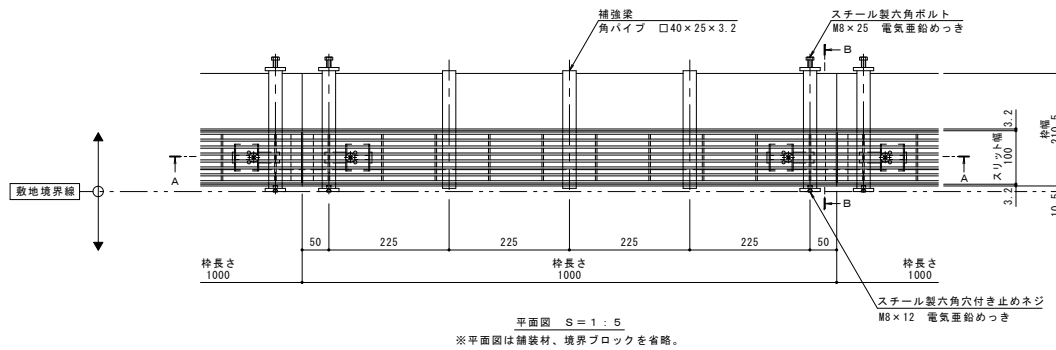 補強梁
角パイプ ロ40×25×3.2
スチール製六角ボルト
M8×25 電気亜鉛めっき
B
A
A
敷地境界線
3.2
スリット幅
100
3.2
枠幅
210.5
10.5
B
50
225
225
225
225
50
枠長さ
1000
枠長さ
1000
枠長さ
1000
スチール製六角穴付き止めネジ
M8×12 電気亜鉛めっき
平面図 S=1:5
※平面図は舗装材、境界ブロックを省略。